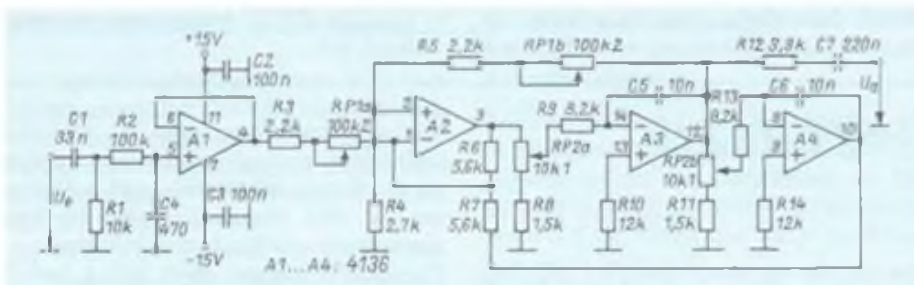 +15V
C2
100n
C1
33n
R2
100k
6
5
11
A1
7
4
R3
2,2k
RP1a
100k2
R5 2,2k
RP1b 100k2
2
1
A2
3
R6
5,6k
R7
5,6k
R4
2,7k
RP2a
10k1
R8
1,5k
R9 8,2k
C5 10n
14
13
A3
12
R10
12k
R13
8,2k
RP2b
10k1
R11
1,5k
C6 10n
8
9
A4
10
R14
12k
R12 3,3k
C7 220n
Ua
Ue
R1
10k
C4
470
C3 100n
-15V
A1...A4: 4136